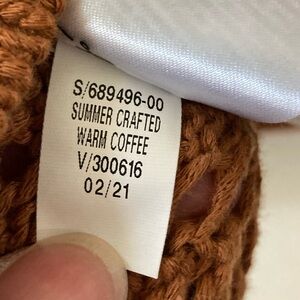 S/689496-00
SUMMER CRAFTED
WARM COFFEE
V/300616
02/21